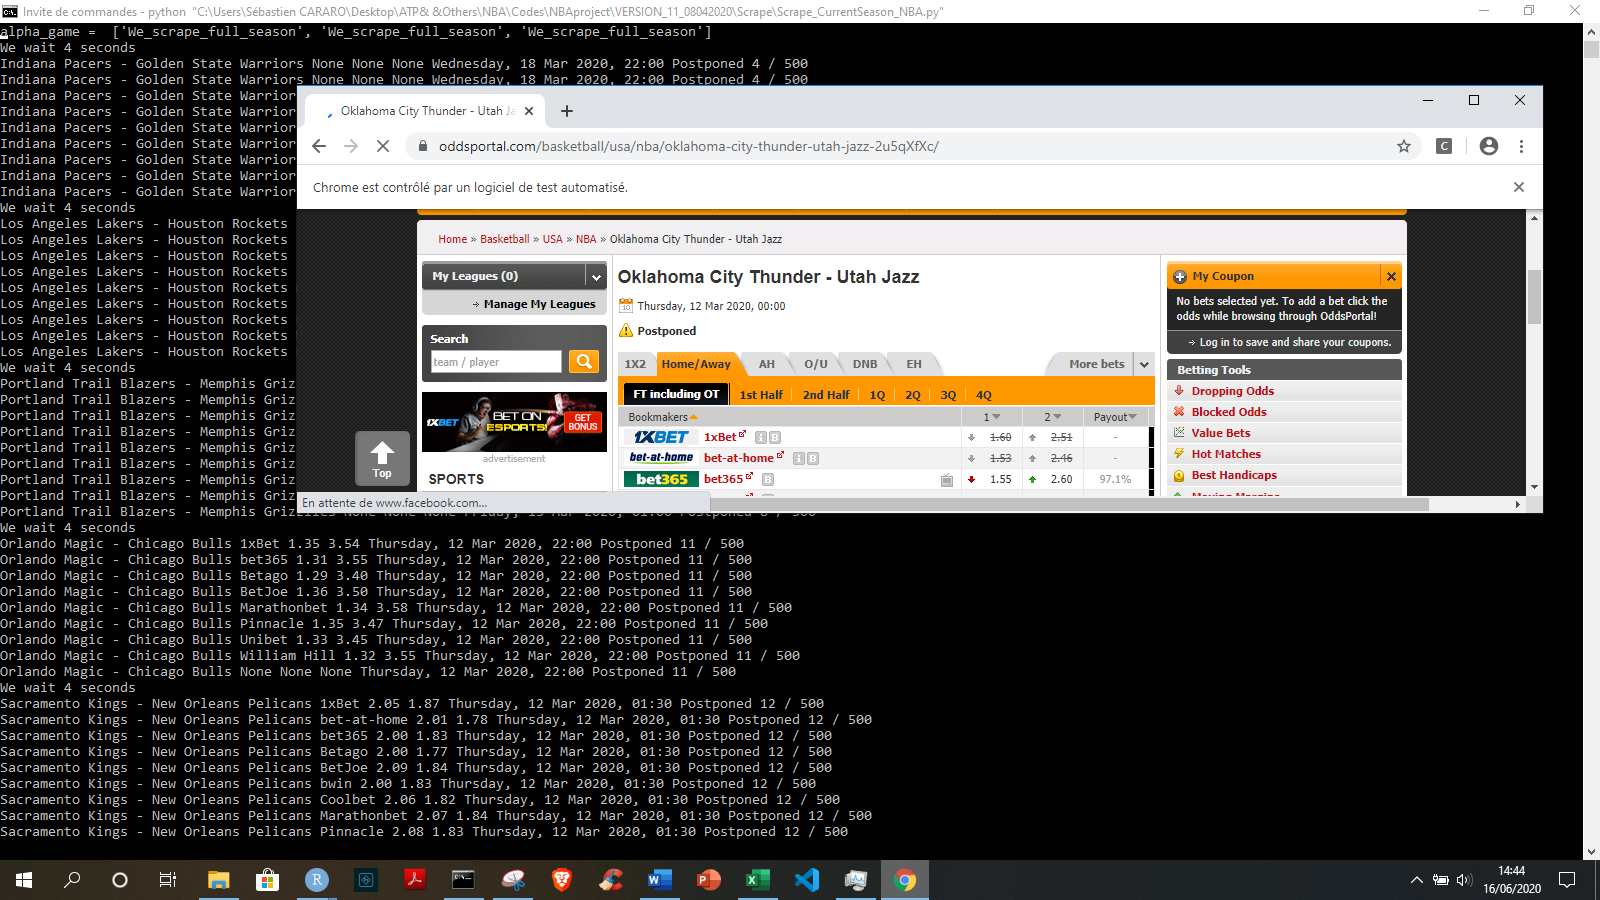 Invite de commandes - python  "C:\Users\Sébastien CARARO\Desktop\ATP& &Others\NBA\Codes\NBAproject\VERSION_11_08042020\Scrape\Scrape_CurrentSeason_NBA.py"
alpha_game =  ['We_scrape_full_season', 'We_scrape_full_season', 'We_scrape_full_season']
We wait 4 seconds
Indiana Pacers - Golden State Warriors None None None Wednesday, 18 Mar 2020, 22:00 Postponed 4 / 500
Indiana Pacers - Golden State Warriors None None None Wednesday, 18 Mar 2020, 22:00 Postponed 4 / 500
Indiana Pacers - Golden State Warrior
Indiana Pacers - Golden State Warrior
Indiana Pacers - Golden State Warrior
Indiana Pacers - Golden State Warrior
Indiana Pacers - Golden State Warrior
Indiana Pacers - Golden State Warrior
Indiana Pacers - Golden State Warrior
We wait 4 seconds
Los Angeles Lakers - Houston Rockets
Los Angeles Lakers - Houston Rockets
Los Angeles Lakers - Houston Rockets
Los Angeles Lakers - Houston Rockets
Los Angeles Lakers - Houston Rockets
Los Angeles Lakers - Houston Rockets
Los Angeles Lakers - Houston Rockets
Los Angeles Lakers - Houston Rockets
Los Angeles Lakers - Houston Rockets
We wait 4 seconds
Portland Trail Blazers - Memphis Griz
Portland Trail Blazers - Memphis Griz
Portland Trail Blazers - Memphis Griz
Portland Trail Blazers - Memphis Griz
Portland Trail Blazers - Memphis Griz
Portland Trail Blazers - Memphis Griz
Portland Trail Blazers - Memphis Griz
Portland Trail Blazers - Memphis Griz
Portland Trail Blazers - Memphis Griz
We wait 4 seconds
Orlando Magic - Chicago Bulls 1xBet 1.35 3.54 Thursday, 12 Mar 2020, 22:00 Postponed 11 / 500
Orlando Magic - Chicago Bulls bet365 1.31 3.55 Thursday, 12 Mar 2020, 22:00 Postponed 11 / 500
Orlando Magic - Chicago Bulls Betago 1.29 3.40 Thursday, 12 Mar 2020, 22:00 Postponed 11 / 500
Orlando Magic - Chicago Bulls BetJoe 1.36 3.50 Thursday, 12 Mar 2020, 22:00 Postponed 11 / 500
Orlando Magic - Chicago Bulls Marathonbet 1.34 3.58 Thursday, 12 Mar 2020, 22:00 Postponed 11 / 500
Orlando Magic - Chicago Bulls Pinnacle 1.35 3.47 Thursday, 12 Mar 2020, 22:00 Postponed 11 / 500
Orlando Magic - Chicago Bulls Unibet 1.33 3.45 Thursday, 12 Mar 2020, 22:00 Postponed 11 / 500
Orlando Magic - Chicago Bulls William Hill 1.32 3.55 Thursday, 12 Mar 2020, 22:00 Postponed 11 / 500
Orlando Magic - Chicago Bulls None None None Thursday, 12 Mar 2020, 22:00 Postponed 11 / 500
We wait 4 seconds
Sacramento Kings - New Orleans Pelicans 1xBet 2.05 1.87 Thursday, 12 Mar 2020, 01:30 Postponed 12 / 500
Sacramento Kings - New Orleans Pelicans bet-at-home 2.01 1.78 Thursday, 12 Mar 2020, 01:30 Postponed 12 / 500
Sacramento Kings - New Orleans Pelicans bet365 2.00 1.83 Thursday, 12 Mar 2020, 01:30 Postponed 12 / 500
Sacramento Kings - New Orleans Pelicans Betago 2.00 1.77 Thursday, 12 Mar 2020, 01:30 Postponed 12 / 500
Sacramento Kings - New Orleans Pelicans BetJoe 2.09 1.84 Thursday, 12 Mar 2020, 01:30 Postponed 12 / 500
Sacramento Kings - New Orleans Pelicans bwin 2.00 1.83 Thursday, 12 Mar 2020, 01:30 Postponed 12 / 500
Sacramento Kings - New Orleans Pelicans Coolbet 2.06 1.82 Thursday, 12 Mar 2020, 01:30 Postponed 12 / 500
Sacramento Kings - New Orleans Pelicans Marathonbet 2.07 1.84 Thursday, 12 Mar 2020, 01:30 Postponed 12 / 500
Sacramento Kings - New Orleans Pelicans Pinnacle 2.08 1.83 Thursday, 12 Mar 2020, 01:30 Postponed 12 / 500
Oklahoma City Thunder - Utah Ja
oddsportal.com/basketball/usa/nba/oklahoma-city-thunder-utah-jazz-2u5qXfXc/
Chrome est contrôlé par un logiciel de test automatisé.
Home » Basketball » USA » NBA » Oklahoma City Thunder - Utah Jazz
My Leagues (0)
Manage My Leagues
Search
team / player
1XBET BET ON ESPORTS! GET BONUS
advertisement
SPORTS
Top
Oklahoma City Thunder - Utah Jazz
Thursday, 12 Mar 2020, 00:00
Postponed
1X2 Home/Away AH O/U DNB EH More bets
FT including OT 1st Half 2nd Half 1Q 2Q 3Q 4Q
Bookmakers 1 2 Payout
1XBET 1xBet 1.60 2.51 -
bet-at-home bet-at-home 1.53 2.46 -
bet365 bet365 1.55 2.60 97.1%
My Coupon
No bets selected yet. To add a bet click the
odds while browsing through OddsPortal!
Log in to save and share your coupons.
Betting Tools
Dropping Odds
Blocked Odds
Value Bets
Hot Matches
Best Handicaps
En attente de www.facebook.com...
14:44
16/06/2020